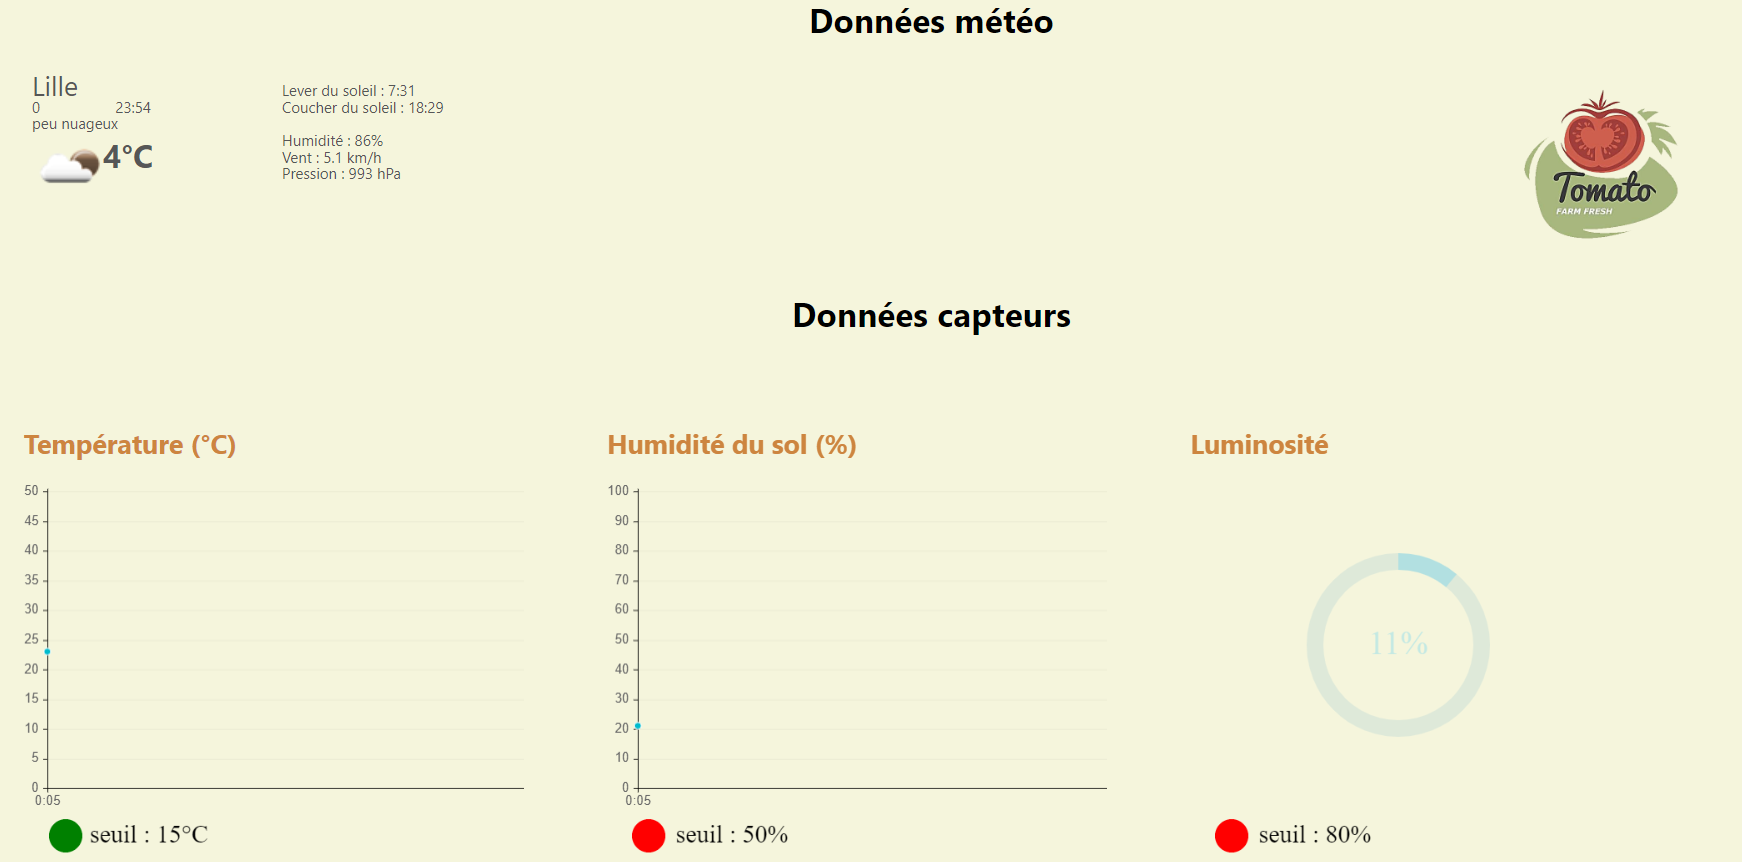 Données météo
Lille
0 23:54
peu nuageux
4°C
Lever du soleil : 7:31
Coucher du soleil : 18:29
Humidité : 86%
Vent : 5.1 km/h
Pression : 993 hPa
Tomato
FARM FRESH
Données capteurs
Température (°C)
50
45
40
35
30
25
20
15
10
5
0
0:05
seuil : 15°C
Humidité du sol (%)
100
90
80
70
60
50
40
30
20
10
0
0:05
seuil : 50%
Luminosité
11%
seuil : 80%